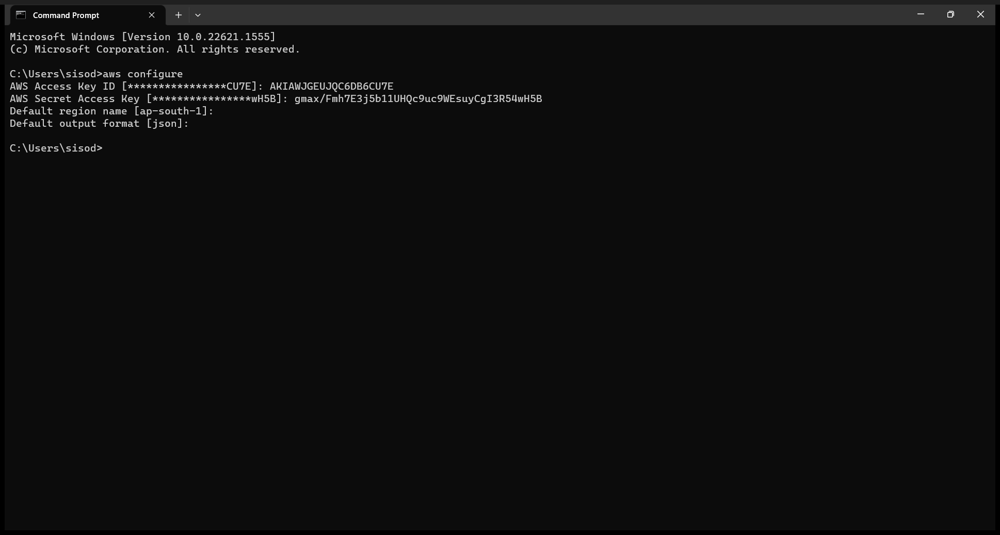 Command Prompt
Microsoft Windows [Version 10.0.22621.1555]
(c) Microsoft Corporation. All rights reserved.
C:\Users\sisod>aws configure
AWS Access Key ID [****************CU7E]: AKIAWJGEUJQC6DB6CU7E
AWS Secret Access Key [****************wH5B]: 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
Default region name [ap-south-1]:
Default output format [json]:
C:\Users\sisod>